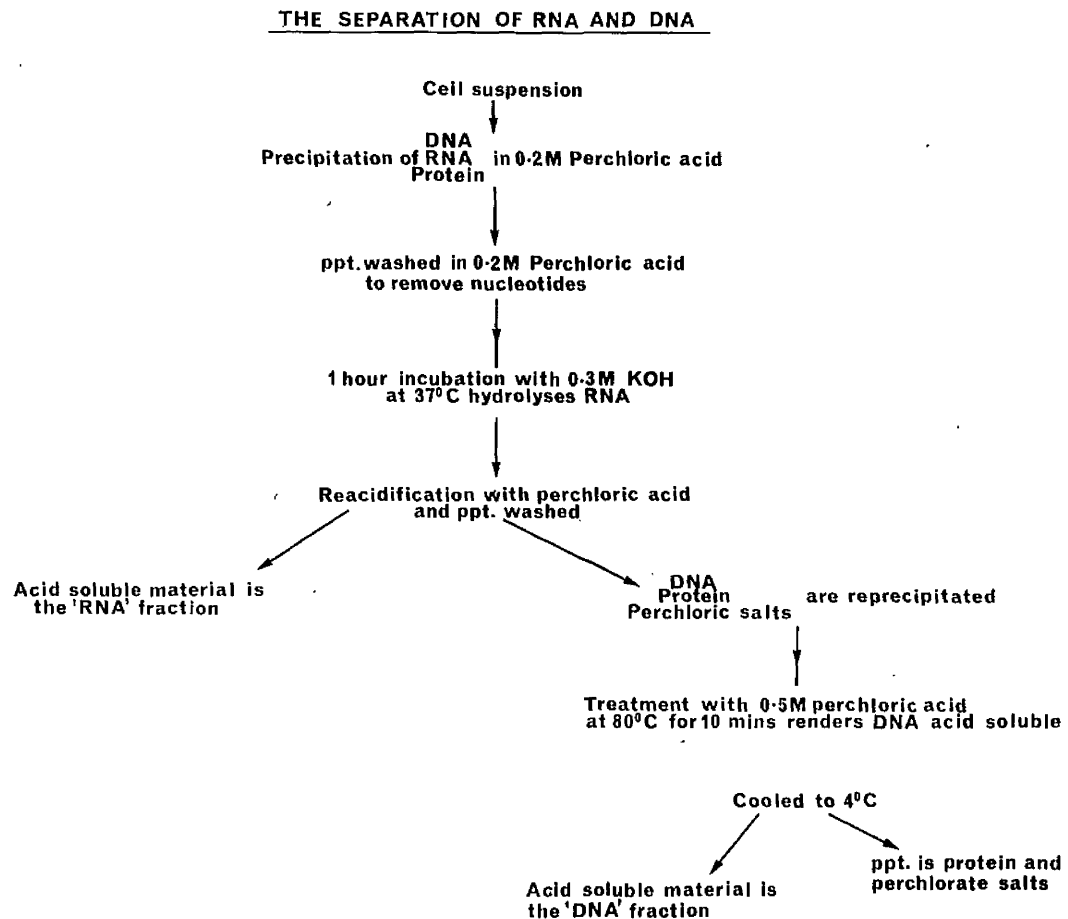 THE SEPARATION OF RNA AND DNA
Cell suspension
DNA
Precipitation of RNA in 0·2M Perchloric acid
Protein
ppt. washed in 0·2M Perchloric acid
to remove nucleotides
1 hour incubation with 0·3M KOH
at 37⁰C hydrolyses RNA
Reacidification with perchloric acid
and ppt. washed
Acid soluble material is
the 'RNA' fraction
DNA
Protein are reprecipitated
Perchloric salts
Treatment with 0·5M perchloric acid
at 80⁰C for 10 mins renders DNA acid soluble
Cooled to 4⁰C
Acid soluble material is
the 'DNA' fraction
ppt. is protein and
perchlorate salts